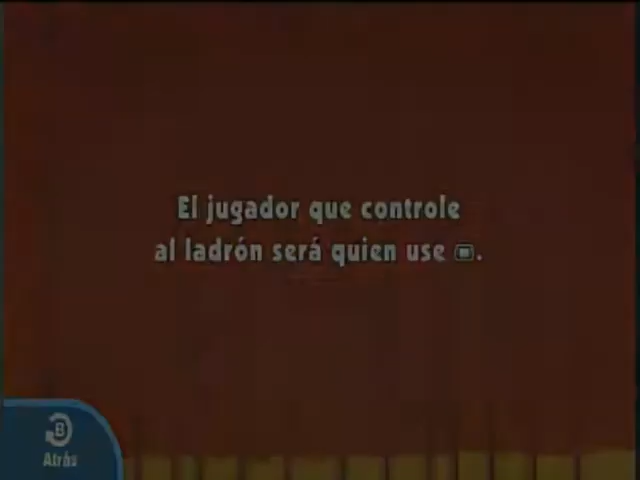 El jugador que controle
al ladrón será quien use
B
Atrás